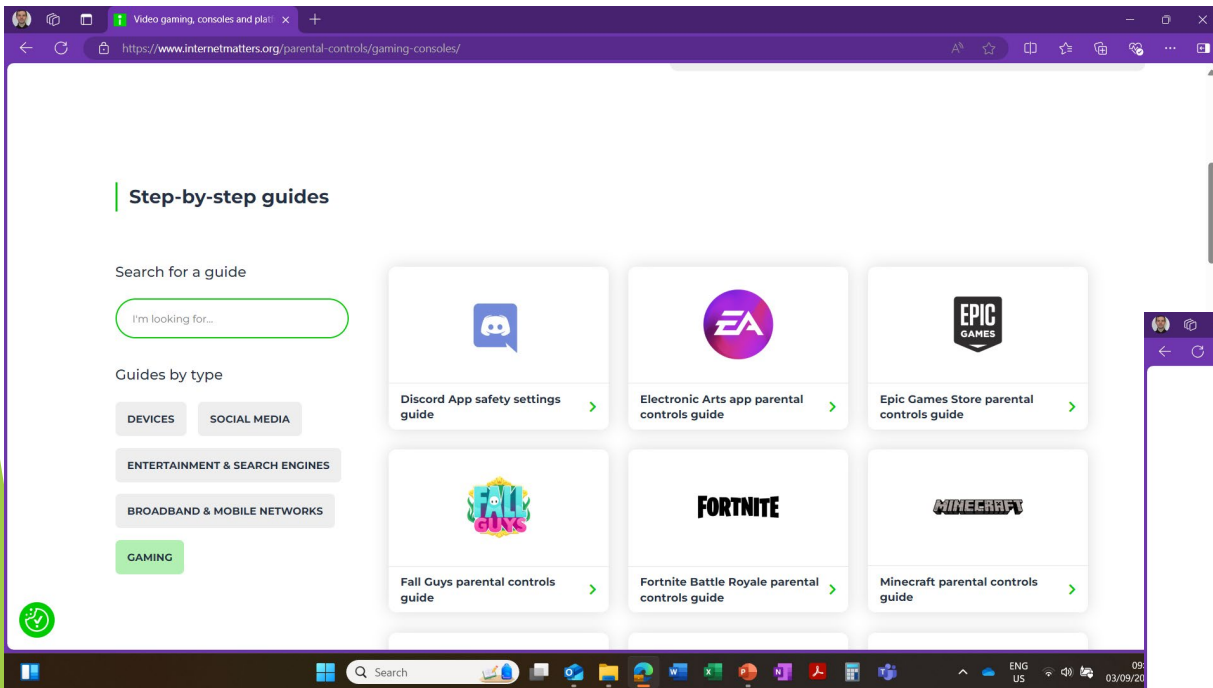 Video gaming, consoles and platf
https://www.internetmatters.org/parental-controls/gaming-consoles/
Step-by-step guides
Search for a guide
I'm looking for...
Guides by type
DEVICES
SOCIAL MEDIA
ENTERTAINMENT & SEARCH ENGINES
BROADBAND & MOBILE NETWORKS
GAMING
EA
EPIC
GAMES
Discord App safety settings
guide
Electronic Arts app parental
controls guide
Epic Games Store parental
controls guide
FALL
GUYS
FORTNITE
MINECRAFT
Fall Guys parental controls
guide
Fortnite Battle Royale parental
controls guide
Minecraft parental controls
guide
Search
ENG
US
09:
03/09/20